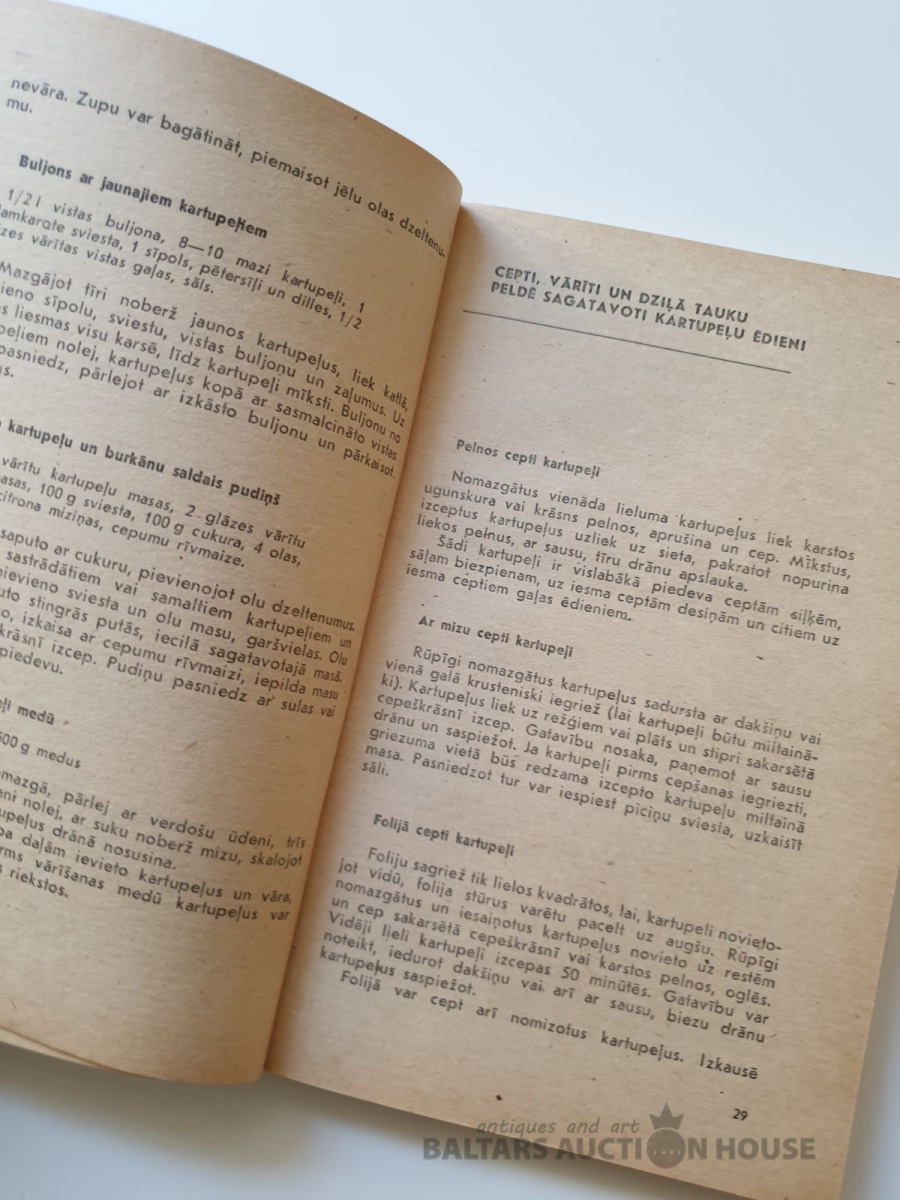 nevāra. Zupu var bagātināt, piemaisot jēlu olas dzeltenu-
mu.
Buljons ar jaunajiem kartupeļiem
1/2 l vistas buljona, 8—10 mazi kartupeļi, 1
ēdamkarote sviesta, 1 sīpols, pētersīļi un dilles, 1/2
vārītas vistas gaļas, sāls.
Mazgājot tīri noberž jaunos kartupeļus, liek katlā,
sīpolu, sviestu, vistas buljonu un zaļumus. Uz
liesmas visu karsē, līdz kartupeļi mīksti. Buljonu no
nolej, kartupeļus kopā ar sasmalcināto vistas
pasniedz, pārlejot ar izkāsto buljonu un pārkaisot
kartupeļu un burkānu saldais pudiņš
vārītu kartupeļu masas, 2 glāzes vārītu
masas, 100 g sviesta, 100 g cukura, 4 olas,
citrona miziņas, cepumu rīvmaize.
saputo ar cukuru, pievienojot olu dzeltenumus.
sastrādātiem vai samaltiem kartupeļiem un
pievieno sviesta un olu masu, garšvielas. Olu
stingrās putās, iecilā sagatavotajā masā.
izkaisa ar cepumu rīvmaizi, iepilda masu
krāsnī izcep. Pudiņu pasniedz ar sulas vai
piedevu.
medū
500 g medus
nomazgā, pārlej ar verdošu ūdeni, trīs
nolej, ar suku noberž mizu, skalojot
drānā nosusina.
daļām ievieto kartupeļus un vāra,
vārīšanas medū kartupeļus var
riekstos.
CEPTI, VĀRĪTI UN DZIĻĀ TAUKU
PELDĒ SAGATAVOTI KARTUPEĻU ĒDIENI
Pelnos cepti kartupeļi
Nomazgātus vienāda lieluma kartupeļus liek karstos
ugunskura vai krāsns pelnos, aprušina un cep. Mīkstus,
izceptus kartupeļus uzliek uz sieta, pakratot nopurina
liekos pelnus, ar sausu, tīru drānu apslauka.
Šādi kartupeļi ir vislabākā piedeva ceptām siļķēm,
sāļam biezpienam, uz iesma ceptām desiņām un citiem uz
iesma ceptiem gaļas ēdieniem.
Ar mizu cepti kartupeļi
Rūpīgi nomazgātus kartupeļus sadursta ar dakšiņu vai
vienā galā krusteniski iegriež (lai kartupeļi būtu miltainā-
ki). Kartupeļus liek uz režģiem vai plāts un stipri sakarsētā
cepeškrāsnī izcep. Gatavību nosaka, paņemot ar sausu
drānu un saspiežot. Ja kartupeļi pirms cepšanas iegriezti,
griezuma vietā būs redzama izcepto kartupeļu miltainā
masa. Pasniedzot tur var iespiest piciņu sviesta, uzkaisīt
sāli.
Folijā cepti kartupeļi
Foliju sagriež tik lielos kvadrātos, lai, kartupeli novieto-
jot vidū, folija stūrus varētu pacelt uz augšu. Rūpīgi
nomazgātus un iesaiņotus kartupeļus novieto uz restēm
un cep sakarsētā cepeškrāsnī vai karstos pelnos, oglēs.
Vidēji lieli kartupeļi izcepas 50 minūtēs. Gatavību var
noteikt, iedurot dakšiņu vai arī ar sausu, biezu drānu
kartupeļus saspiežot.
Folijā var cept arī nomizotus kartupeļus. Izkausē
29
antiques and art
BALTARS AUCTION HOUSE